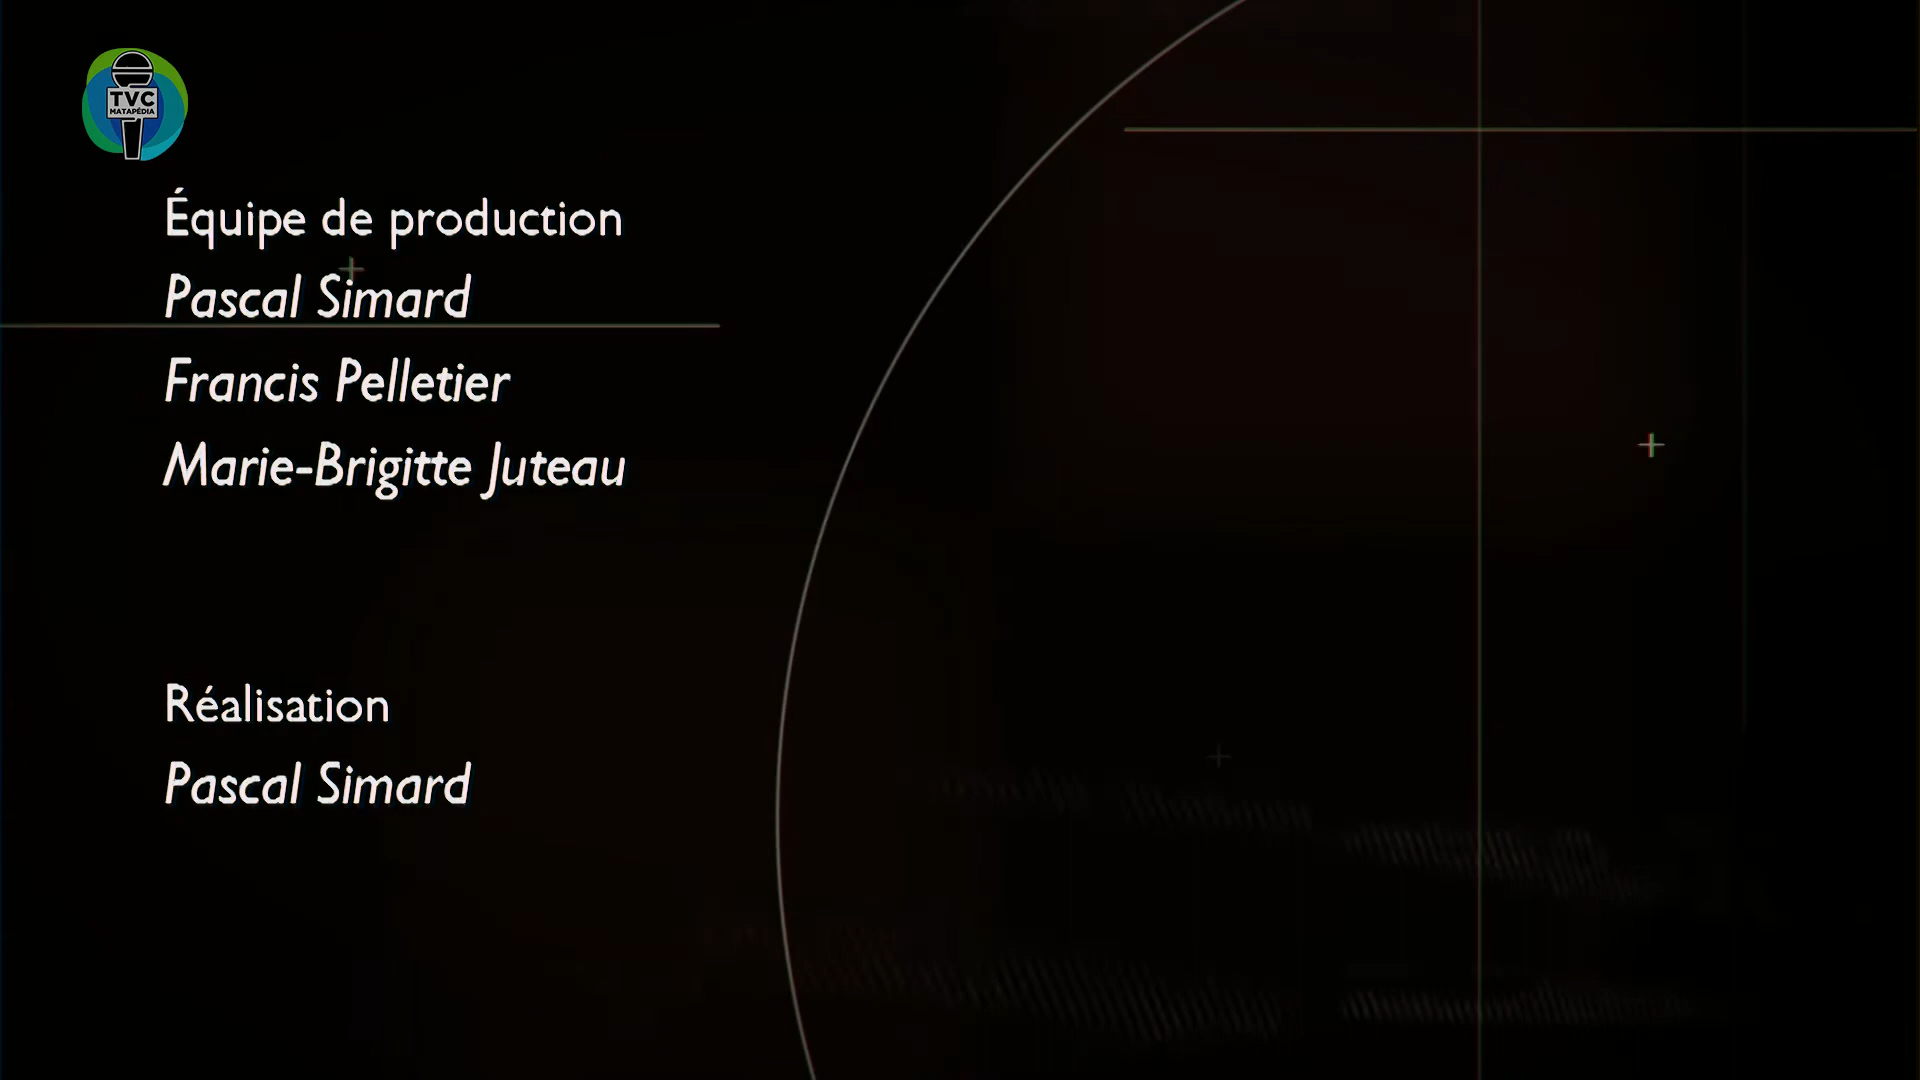 TVC
MATAPÉDIA
Équipe de production
Pascal Simard
Francis Pelletier
Marie-Brigitte Juteau
Réalisation
Pascal Simard